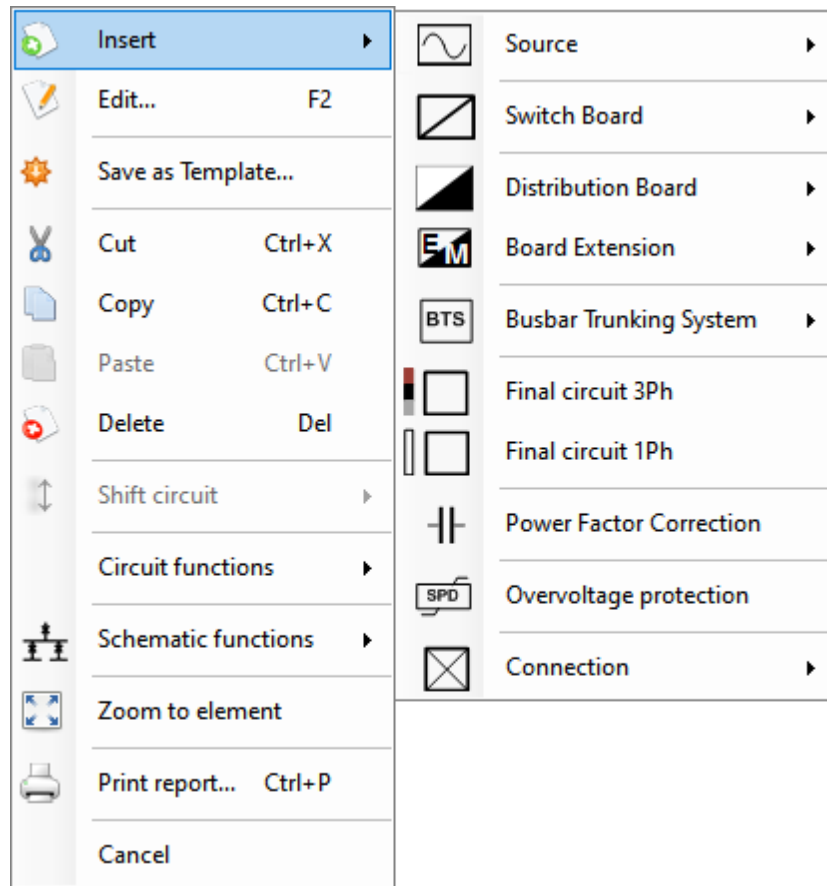 Insert
Edit... F2
Save as Template...
Cut Ctrl+X
Copy Ctrl+C
Paste Ctrl+V
Delete Del
Shift circuit
Circuit functions
Schematic functions
Zoom to element
Print report... Ctrl+P
Cancel
Source
Switch Board
Distribution Board
EM Board Extension
BTS Busbar Trunking System
Final circuit 3Ph
Final circuit 1Ph
Power Factor Correction
SPD Overvoltage protection
Connection